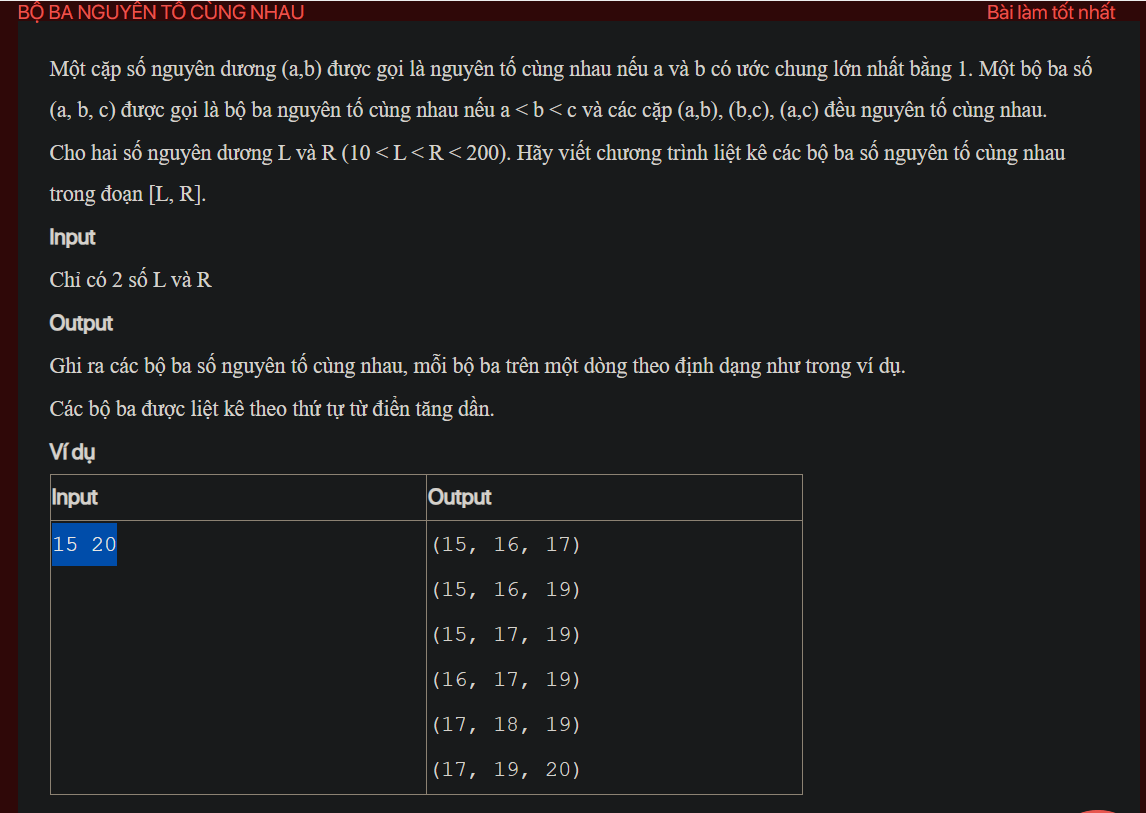 BỘ BA NGUYÊN TỐ CÙNG NHAU Bài làm tốt nhất
Một cặp số nguyên dương (a,b) được gọi là nguyên tố cùng nhau nếu a và b có ước chung lớn nhất bằng 1. Một bộ ba số
(a, b, c) được gọi là bộ ba nguyên tố cùng nhau nếu a < b < c và các cặp (a,b), (b,c), (a,c) đều nguyên tố cùng nhau.
Cho hai số nguyên dương L và R (10 < L < R < 200). Hãy viết chương trình liệt kê các bộ ba số nguyên tố cùng nhau
trong đoạn [L, R].
Input
Chỉ có 2 số L và R
Output
Ghi ra các bộ ba số nguyên tố cùng nhau, mỗi bộ ba trên một dòng theo định dạng như trong ví dụ.
Các bộ ba được liệt kê theo thứ tự từ điển tăng dần.
Ví dụ
Input Output
15 20 (15, 16, 17)
(15, 16, 19)
(15, 17, 19)
(16, 17, 19)
(17, 18, 19)
(17, 19, 20)